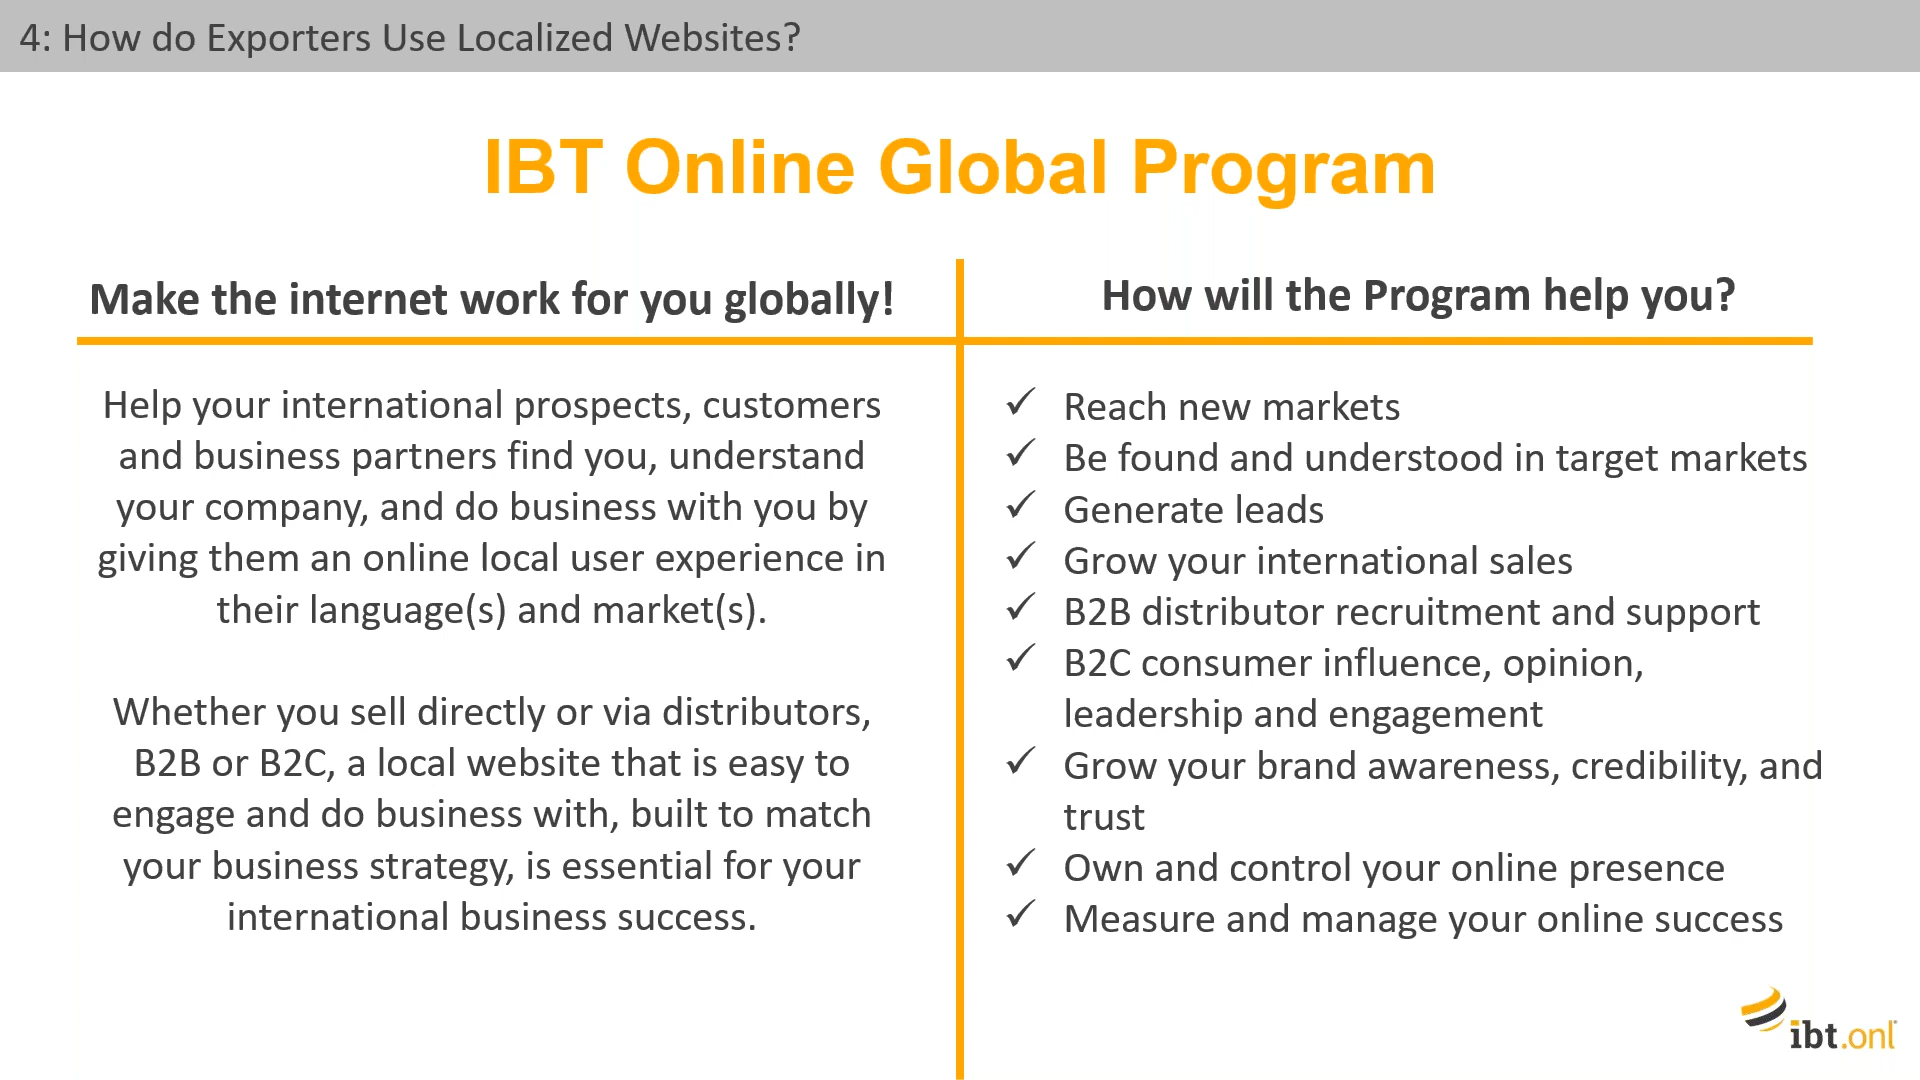 4: How do Exporters Use Localized Websites?
IBT Online Global Program
Make the internet work for you globally!
Help your international prospects, customers
and business partners find you, understand
your company, and do business with you by
giving them an online local user experience in
their language(s) and market(s).
Whether you sell directly or via distributors,
B2B or B2C, a local website that is easy to
engage and do business with, built to match
your business strategy, is essential for your
international business success.
How will the Program help you?
✓ Reach new markets
✓ Be found and understood in target markets
✓ Generate leads
✓ Grow your international sales
✓ B2B distributor recruitment and support
✓ B2C consumer influence, opinion,
leadership and engagement
✓ Grow your brand awareness, credibility, and
trust
✓ Own and control your online presence
✓ Measure and manage your online success
ibt.onl